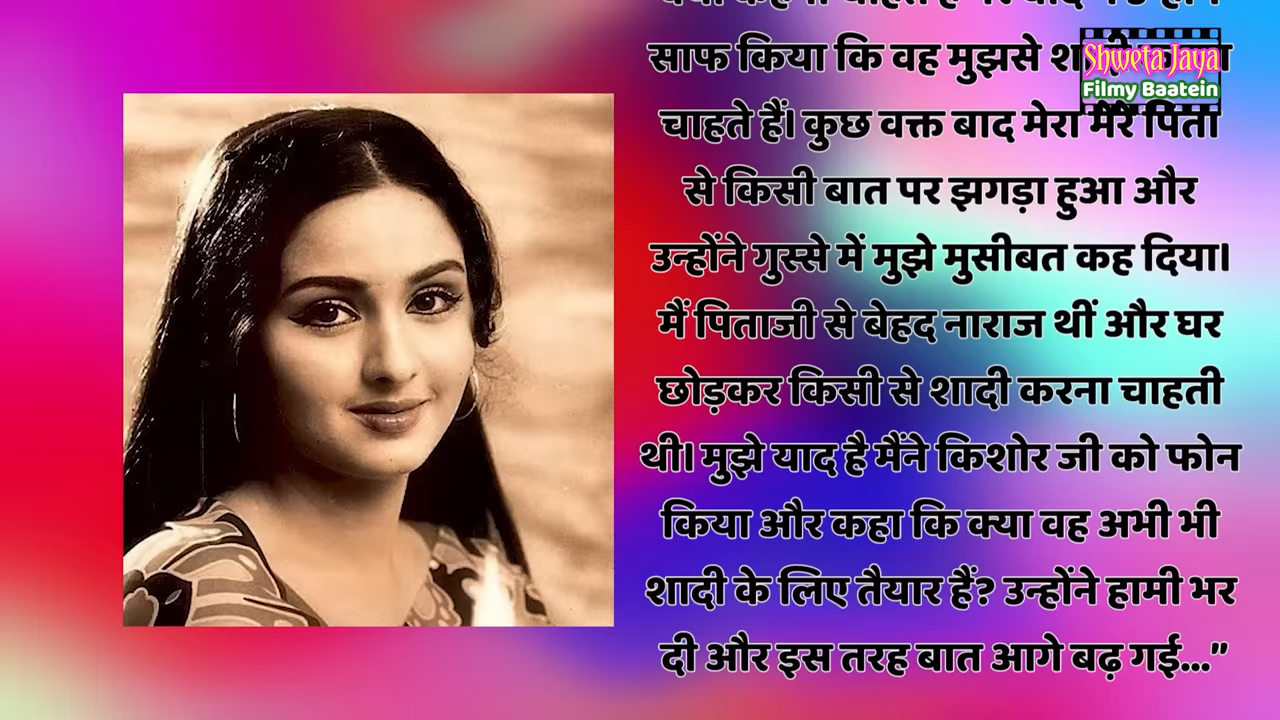 साफ किया कि वह मुझसे
चाहते हैं। कुछ वक्त बाद मेरा मेरे पिता
से किसी बात पर झगड़ा हुआ और
उन्होंने गुस्से में मुझे मुसीबत कह दिया।
मैं पिताजी से बेहद नाराज थीं और घर
छोड़कर किसी से शादी करना चाहती
थी। मुझे याद है मैंने किशोर जी को फोन
किया और कहा कि क्या वह अभी भी
शादी के लिए तैयार हैं? उन्होंने हामी भर
दी और इस तरह बात आगे बढ़ गई...”
Shweta Jaya
Filmy Baatein